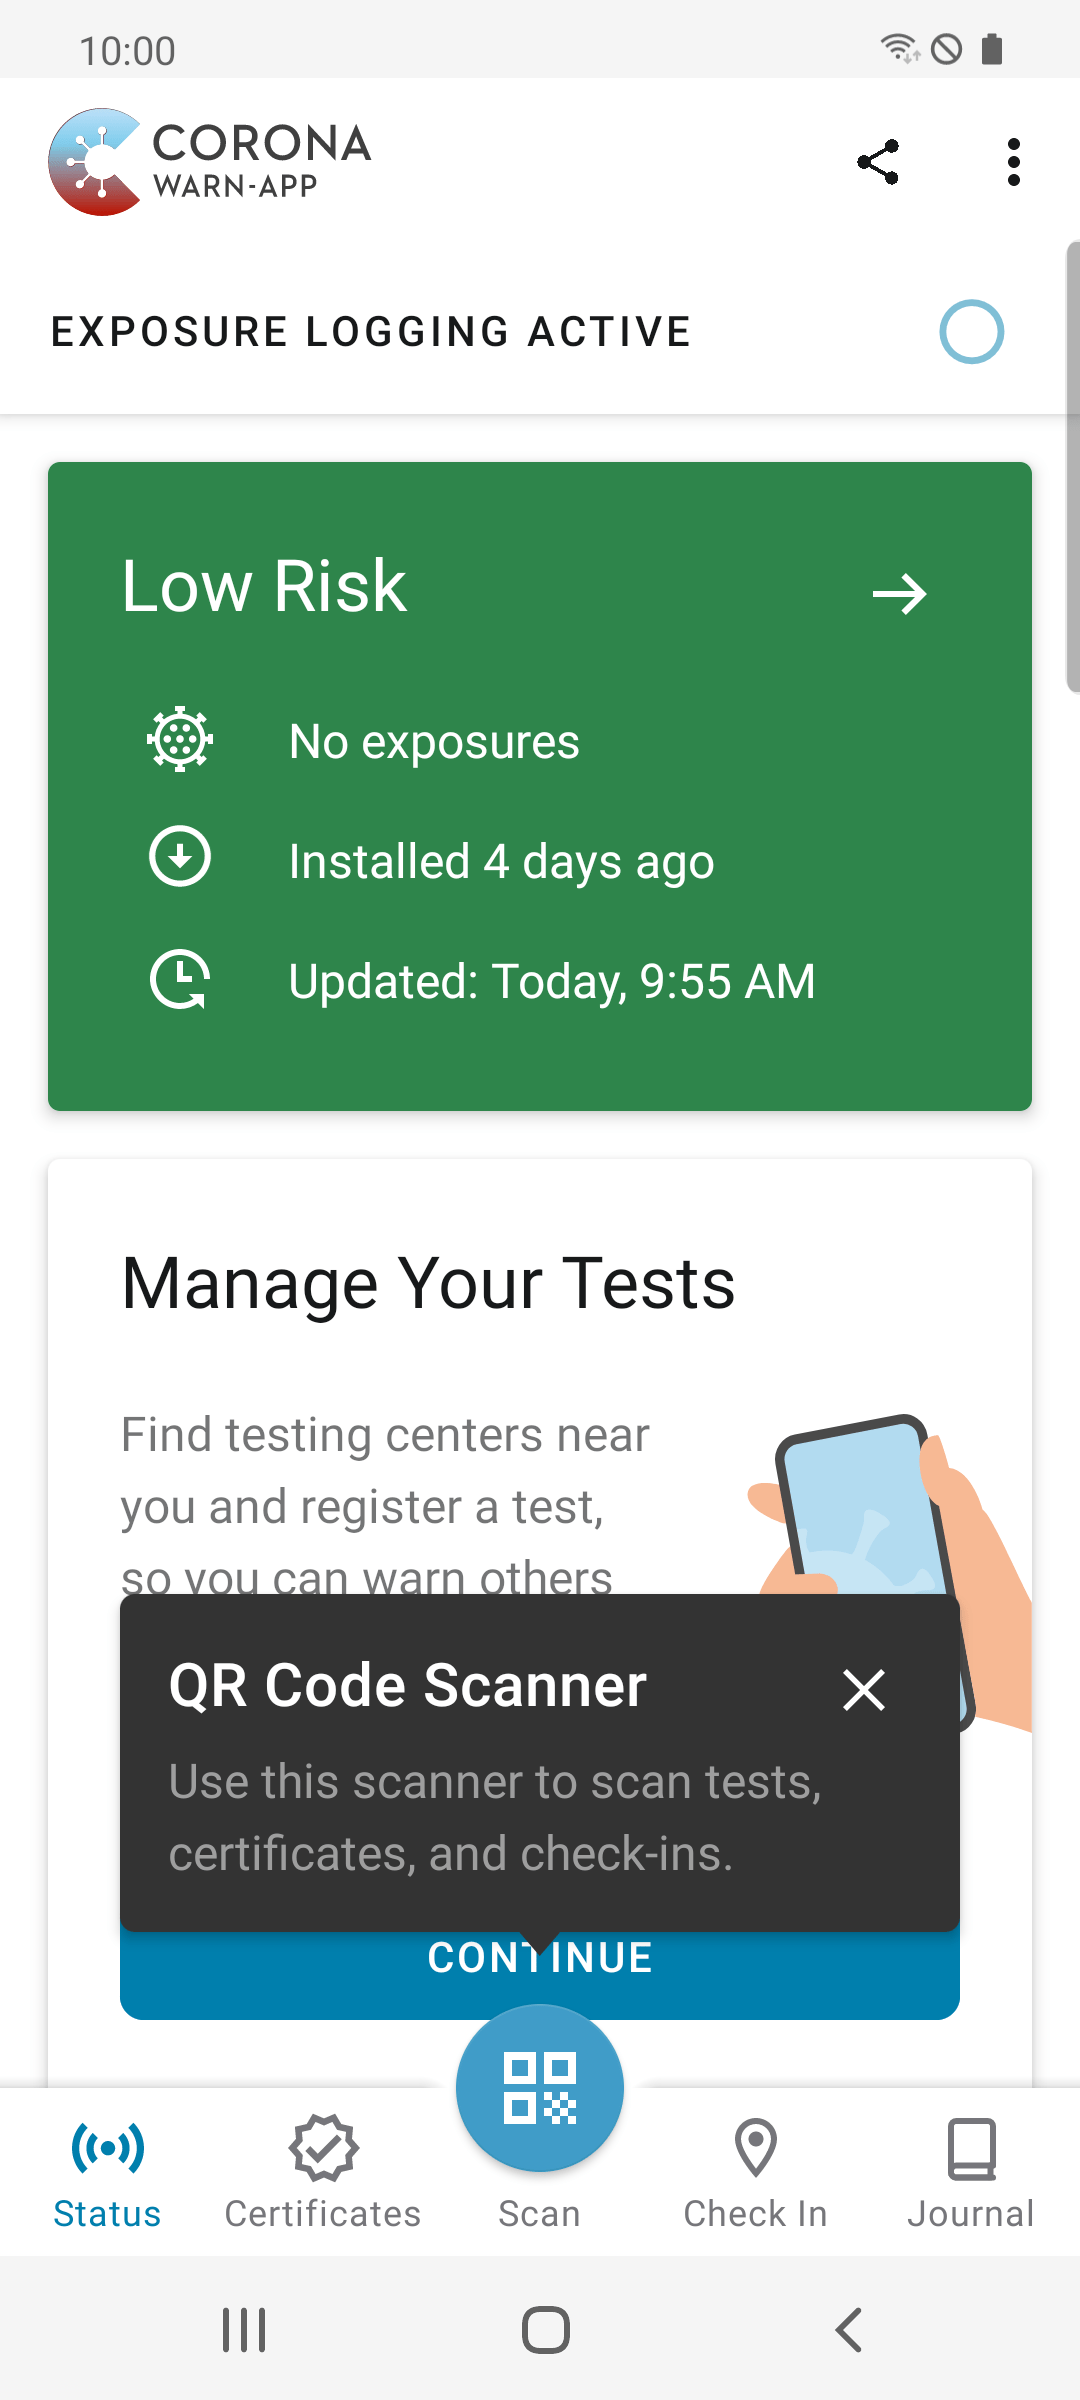 10:00
CORONA
WARN-APP
EXPOSURE LOGGING ACTIVE
Low Risk
No exposures
Installed 4 days ago
Updated: Today, 9:55 AM
Manage Your Tests
Find testing centers near
you and register a test,
so you can warn others
QR Code Scanner
Use this scanner to scan tests,
certificates, and check-ins.
CONTINUE
Status
Certificates
Scan
Check In
Journal